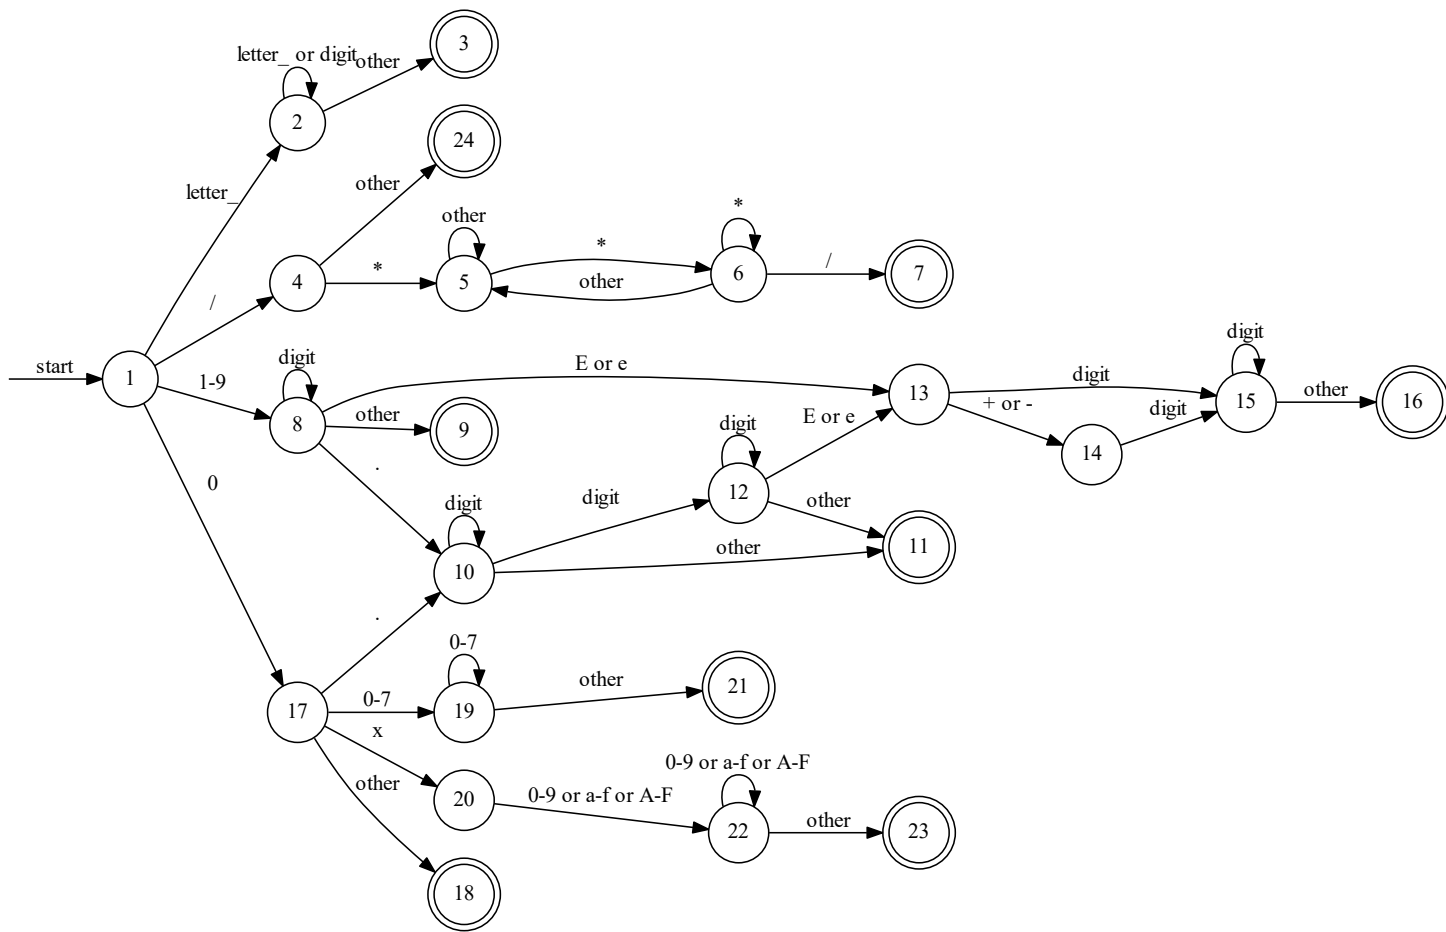 letter_ or digit
other
3
2
24
letter_
other
other
*
*
/
4
*
5
other
6
/
7
start
1
1-9
digit
E or e
13
digit
digit
15
other
16
8
other
9
+ or -
digit
14
.
digit
E or e
12
other
0
digit
digit
10
other
11
.
0-7
17
0-7
19
other
21
x
other
20
0-9 or a-f or A-F
0-9 or a-f or A-F
22
other
23
18